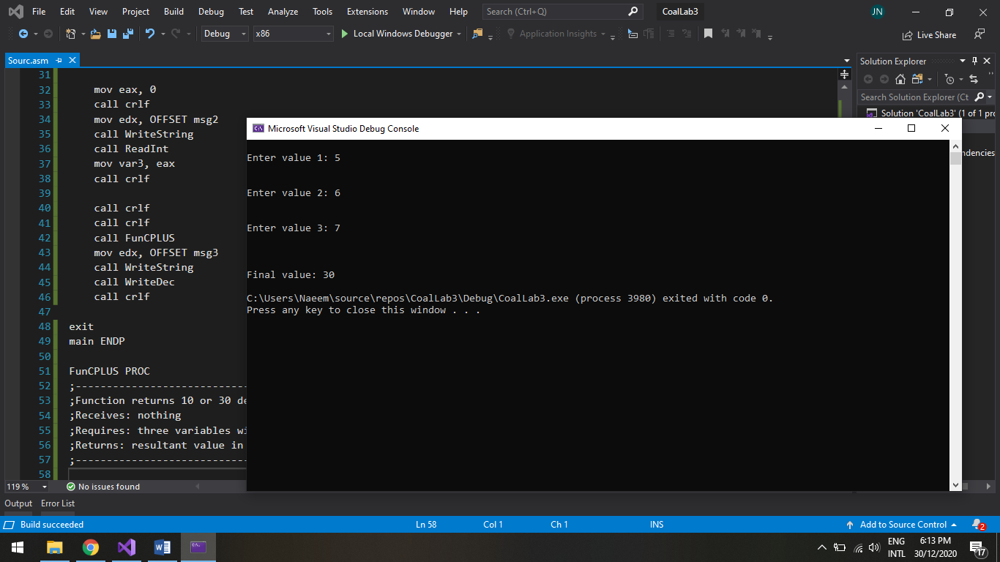 File Edit View Project Build Debug Test Analyze Tools Extensions Window Help Search (Ctrl+Q) CoalLab3 JN
Debug x86 Local Windows Debugger Application Insights Live Share
Sourc.asm
Solution Explorer
Search Solution Explorer (Ct
Solution 'CoalLab3' (1 of 1 pro
ndencies
31
32 mov eax, 0
33 call crlf
34 mov edx, OFFSET msg2
35 call WriteString
36 call ReadInt
37 mov var3, eax
38 call crlf
39
40 call crlf
41 call crlf
42 call FunCPLUS
43 mov edx, OFFSET msg3
44 call WriteString
45 call WriteDec
46 call crlf
47
48 exit
49 main ENDP
50
51 FunCPLUS PROC
52 ;----------------------------
53 ;Function returns 10 or 30 de
54 ;Receives: nothing
55 ;Requires: three variables wi
56 ;Returns: resultant value in
57 ;----------------------------
58
Microsoft Visual Studio Debug Console
Enter value 1: 5
Enter value 2: 6
Enter value 3: 7
Final value: 30
C:\Users\Naeem\source\repos\CoalLab3\Debug\CoalLab3.exe (process 3980) exited with code 0.
Press any key to close this window . . .
119 % No issues found
Output Error List
Build succeeded Ln 58 Col 1 Ch 1 INS Add to Source Control 2
ENG 6:13 PM
INTL 30/12/2020 17